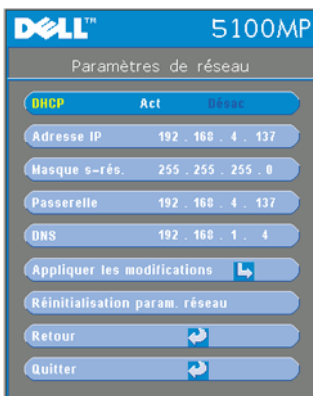 DELL™ 5100MP
Paramètres de réseau
DHCP Act Désac
Adresse IP 192 . 168 . 4 . 137
Masque s-rés. 255 . 255 . 255 . 0
Passerelle 192 . 168 . 4 . 137
DNS 192 . 168 . 1 . 4
Appliquer les modifications
Réinitialisation param. réseau
Retour
Quitter